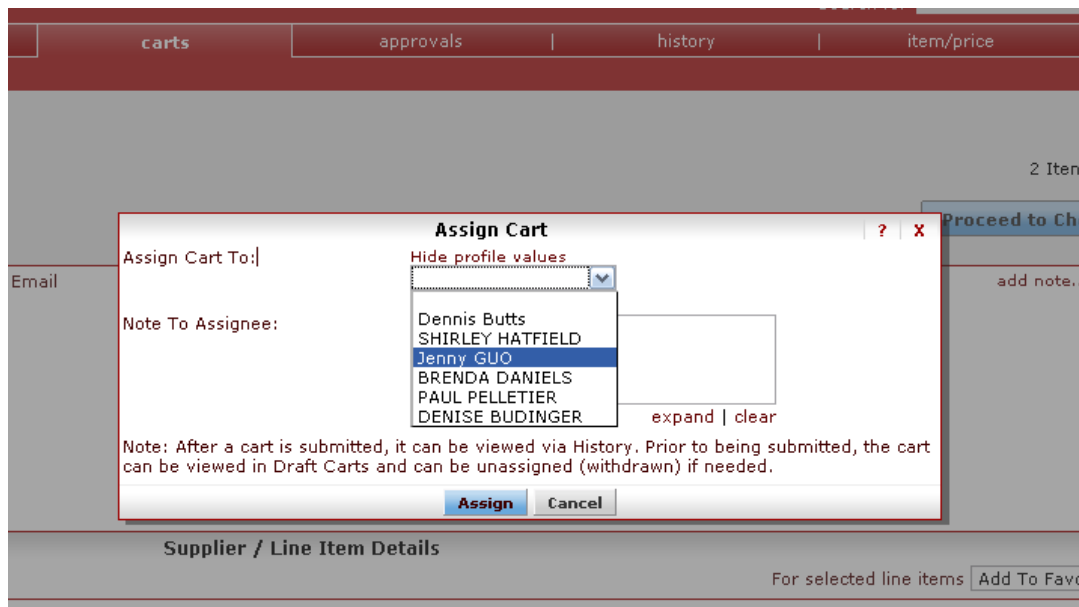 carts approvals | history | item/price
2 Iten
Proceed to Ch
Assign Cart ? X
Assign Cart To: Hide profile values
Email add note..
Note To Assignee:
Dennis Butts
SHIRLEY HATFIELD
Jenny GUO
BRENDA DANIELS
PAUL PELLETIER
DENISE BUDINGER
expand | clear
Note: After a cart is submitted, it can be viewed via History. Prior to being submitted, the cart
can be viewed in Draft Carts and can be unassigned (withdrawn) if needed.
Assign Cancel
Supplier / Line Item Details
For selected line items Add To Favo